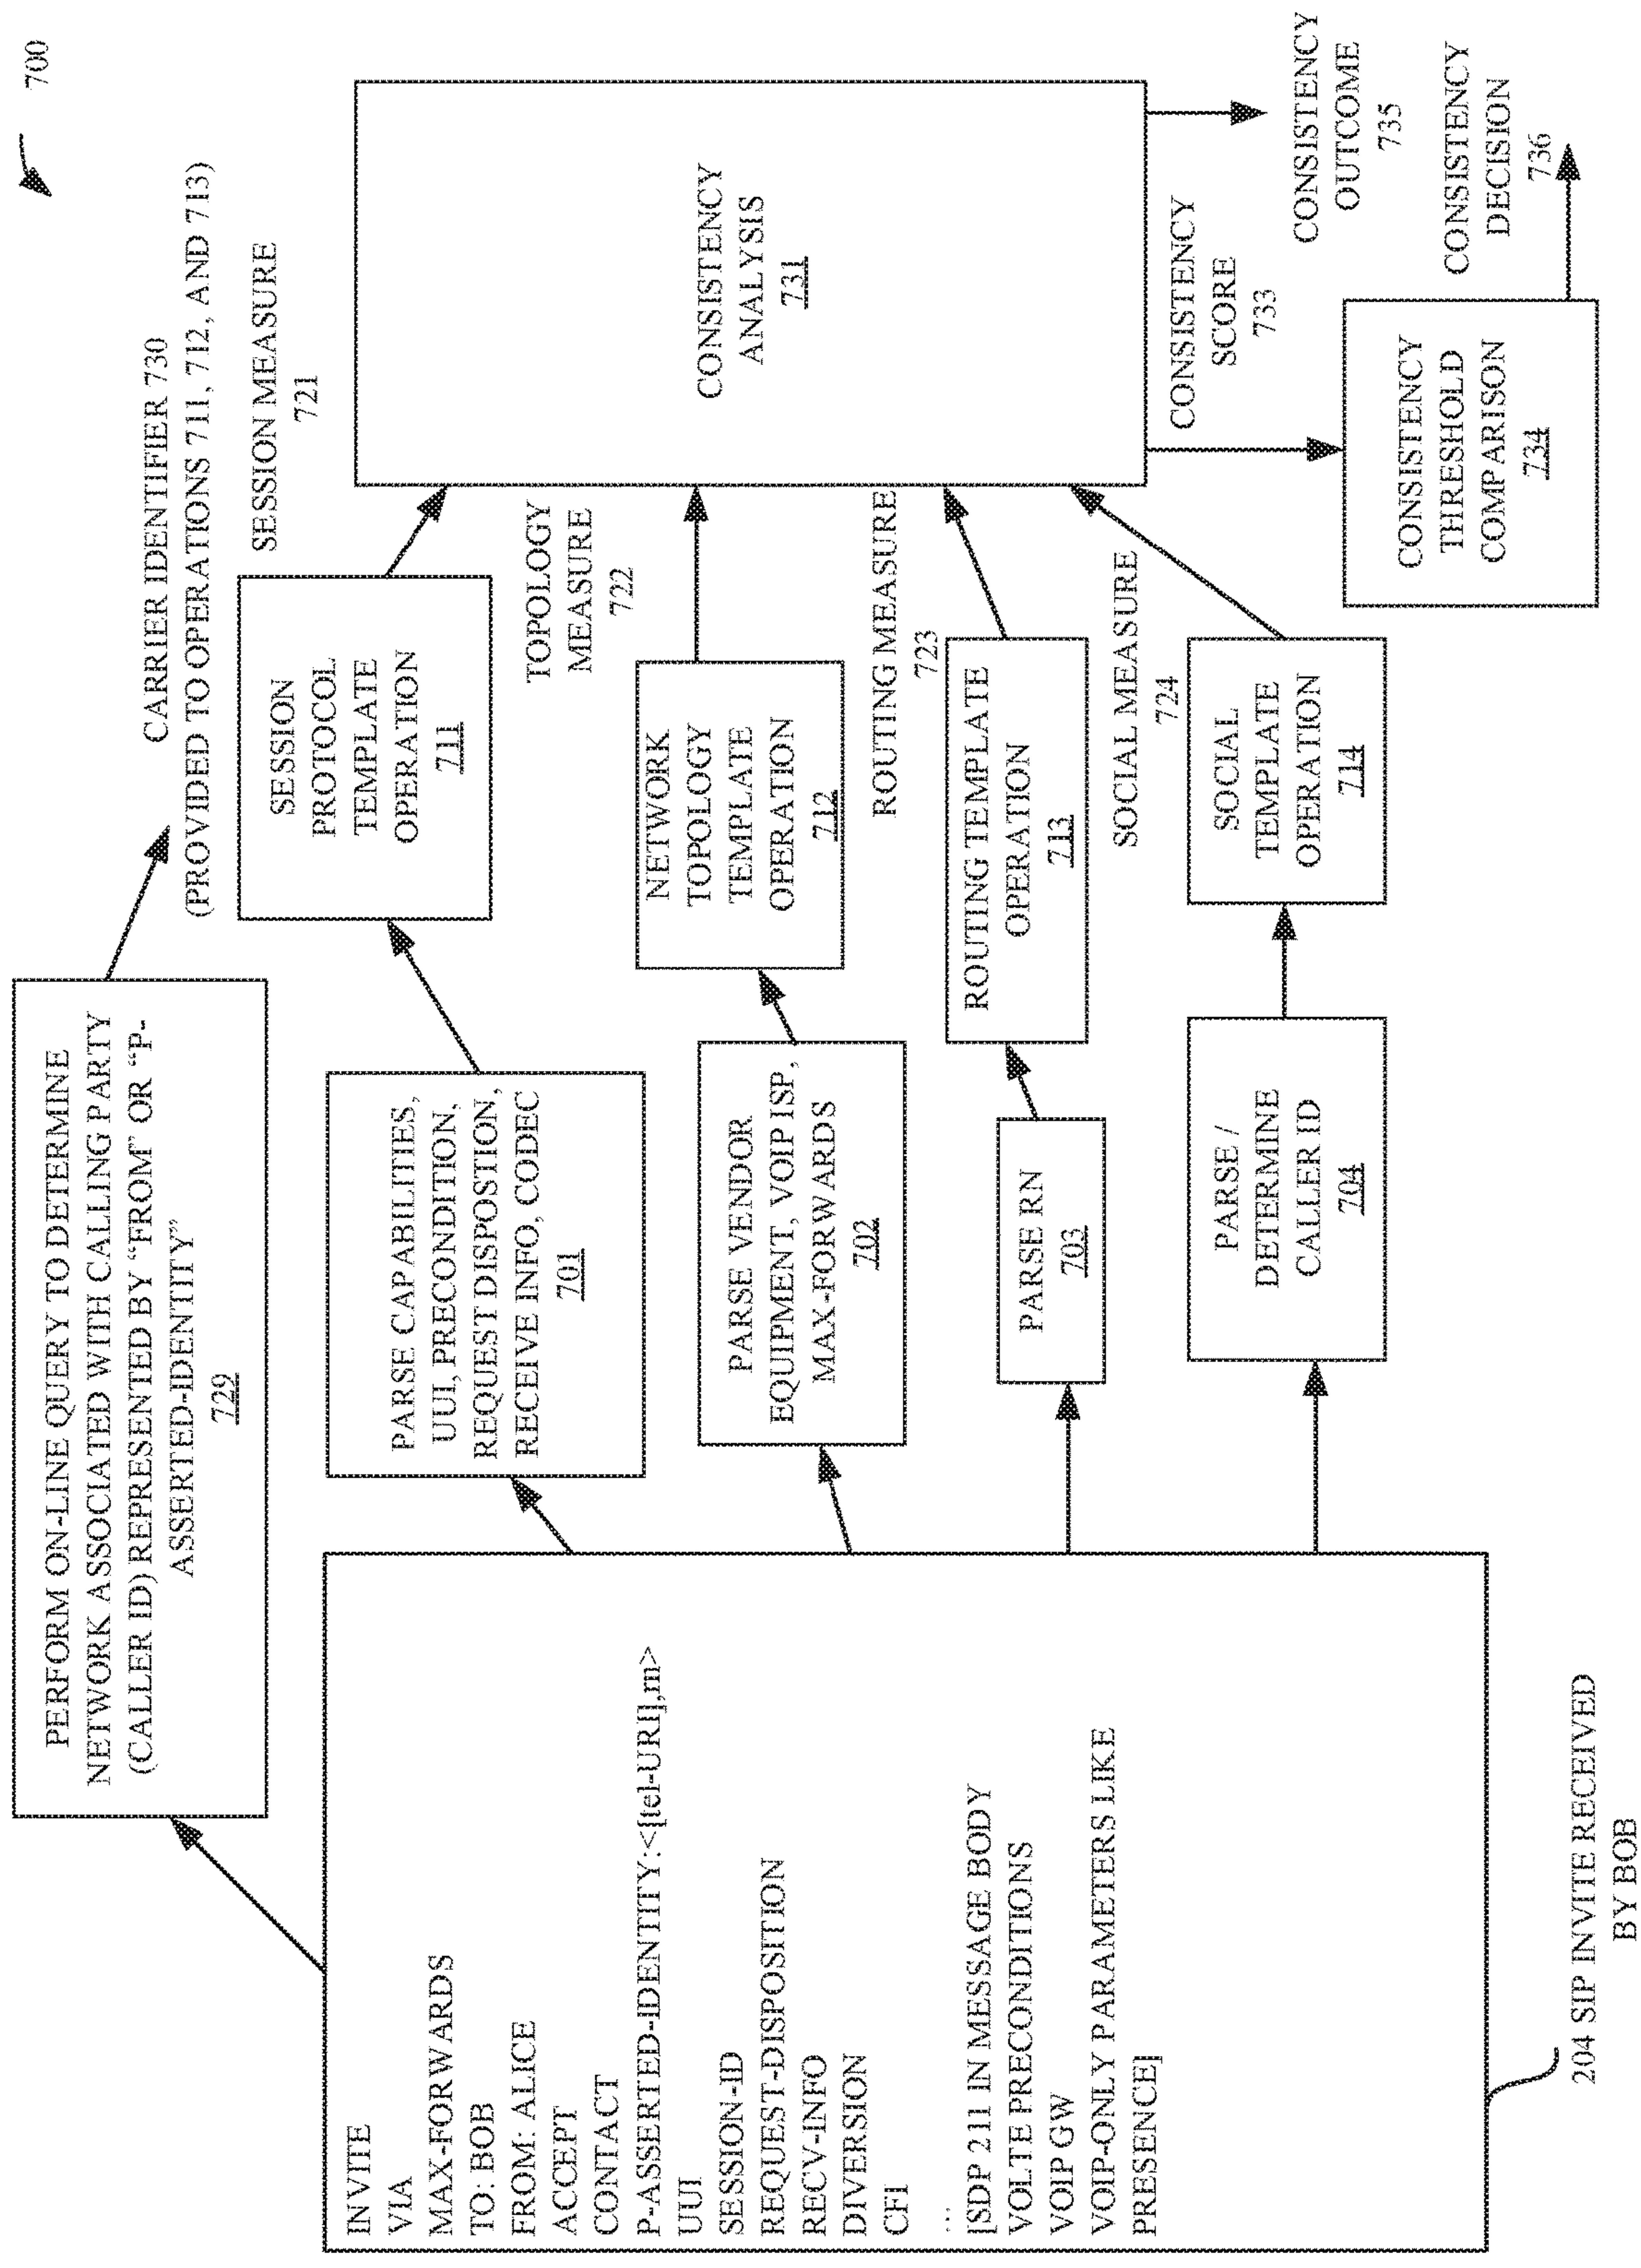 700
PERFORM ON-LINE QUERY TO DETERMINE
NETWORK ASSOCIATED WITH CALLING PARTY
(CALLER ID) REPRESENTED BY "FROM" OR "P-
ASSERTED-IDENTITY"
729
CARRIER IDENTIFIER 730
(PROVIDED TO OPERATIONS 711, 712, AND 713)
INVITE
VIA
MAX-FORWARDS
TO: BOB
FROM: ALICE
ACCEPT
CONTACT
P-ASSERTED-IDENTITY:<[tel-URI],rn>
UUI
SESSION-ID
REQUEST-DISPOSITION
RECV-INFO
DIVERSION
CFI
...
[SDP 211 IN MESSAGE BODY
VOLTE PRECONDITIONS
VOIP GW
VOIP-ONLY PARAMETERS LIKE
PRESENCE]
204 SIP INVITE RECEIVED
BY BOB
PARSE CAPABILITIES,
UUI, PRECONDITION,
REQUEST DISPOSTION,
RECEIVE INFO, CODEC
701
PARSE VENDOR
EQUIPMENT, VOIP ISP,
MAX-FORWARDS
702
PARSE RN
703
PARSE /
DETERMINE
CALLER ID
704
SESSION
PROTOCOL
TEMPLATE
OPERATION
711
NETWORK
TOPOLOGY
TEMPLATE
OPERATION
712
ROUTING TEMPLATE
OPERATION
713
SOCIAL
TEMPLATE
OPERATION
714
SESSION MEASURE
721
TOPOLOGY
MEASURE
722
ROUTING MEASURE
723
SOCIAL MEASURE
724
CONSISTENCY
ANALYSIS
731
CONSISTENCY
SCORE
733
CONSISTENCY
THRESHOLD
COMPARISON
734
CONSISTENCY
OUTCOME
735
CONSISTENCY
DECISION
736